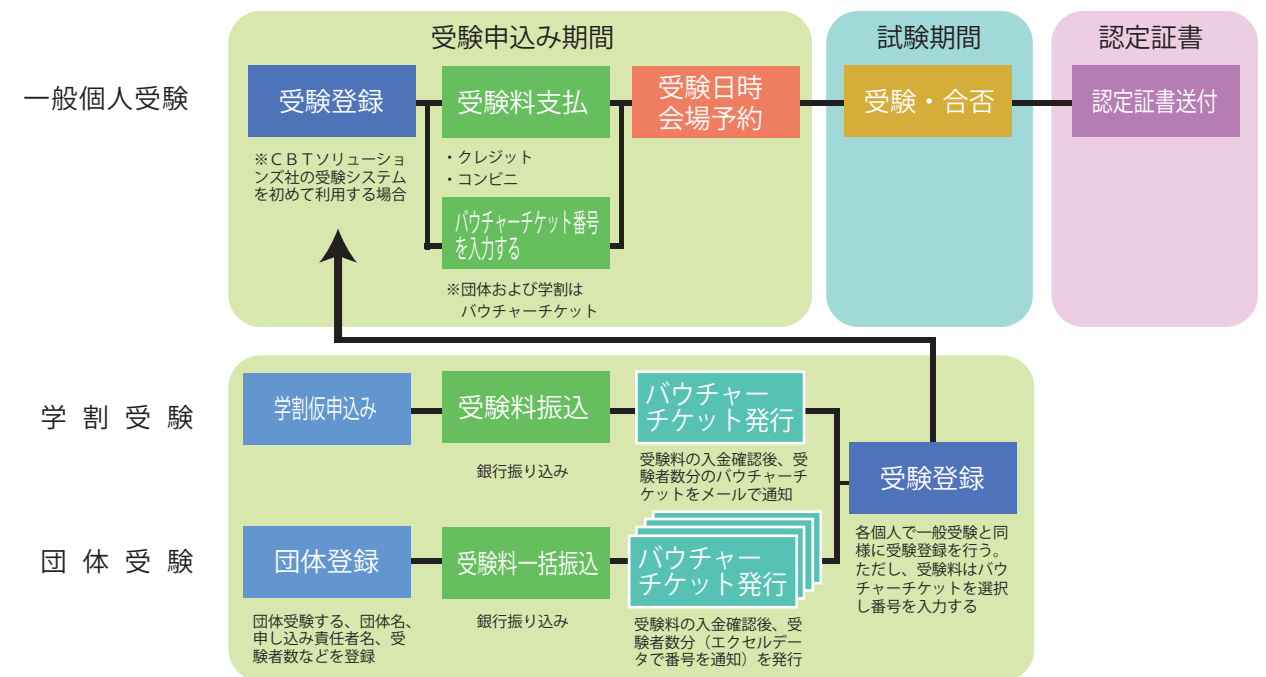 受験申込み期間
試験期間
認定証書
一般個人受験
受験登録
受験料支払
受験日時
会場予約
受験・合否
認定証書送付
※ＣＢＴソリューショ
ンズ社の受験システム
を初めて利用する場合
・クレジット
・コンビニ
バウチャーチケット番号
を入力する
※団体および学割は
バウチャーチケット
学割受験
学割仮申込み
受験料振込
バウチャー
チケット発行
銀行振り込み
受験料の入金確認後、受
験者数分のバウチャーチ
ケットをメールで通知
受験登録
各個人で一般受験と同
様に受験登録を行う。
ただし、受験料はバウ
チャーチケットを選択
し番号を入力する
団体受験
団体登録
受験料一括振込
バウチャー
チケット発行
団体受験する、団体名、
申し込み責任者名、受
験者数などを登録
銀行振り込み
受験料の入金確認後、受
験者数分（エクセルデー
タで番号を通知）を発行